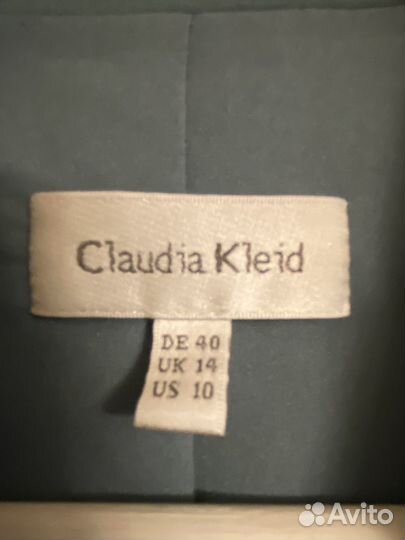 Claudia Kleid
DE 40
UK 14
US 10
Avito